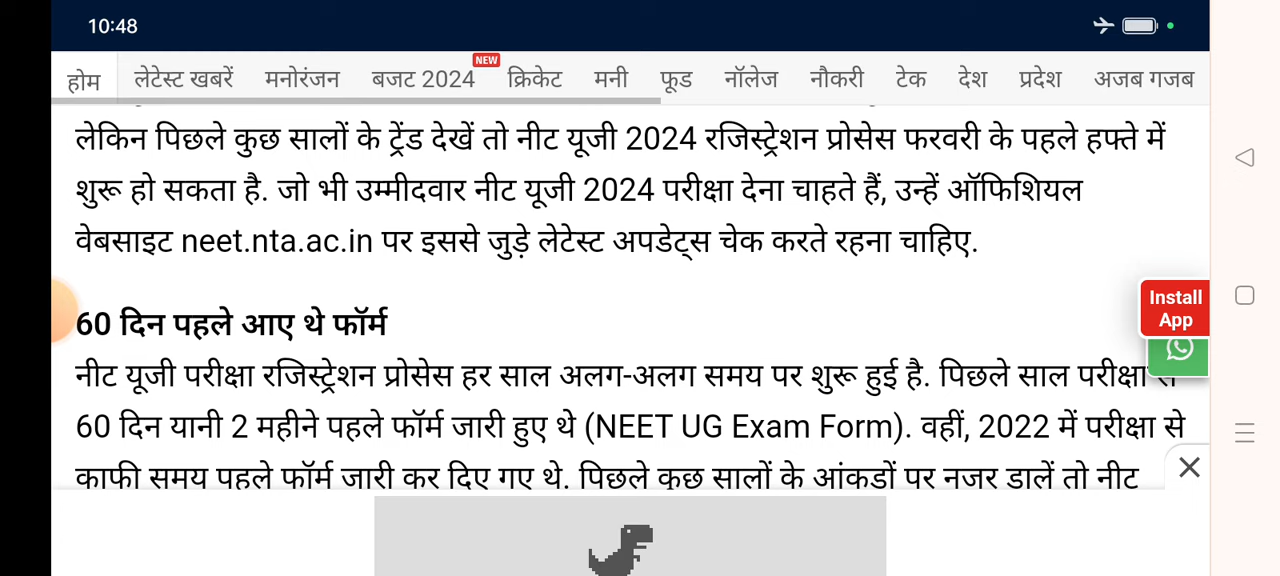 10:48
होम लेटेस्ट खबरें मनोरंजन बजट 2024 NEW क्रिकेट मनी फूड नॉलेज नौकरी टेक देश प्रदेश अजब गजब
लेकिन पिछले कुछ सालों के ट्रेंड देखें तो नीट यूजी 2024 रजिस्ट्रेशन प्रोसेस फरवरी के पहले हफ्ते में
शुरू हो सकता है. जो भी उम्मीदवार नीट यूजी 2024 परीक्षा देना चाहते हैं, उन्हें ऑफिशियल
वेबसाइट neet.nta.ac.in पर इससे जुड़े लेटेस्ट अपडेट्स चेक करते रहना चाहिए.
Install
App
60 दिन पहले आए थे फॉर्म
नीट यूजी परीक्षा रजिस्ट्रेशन प्रोसेस हर साल अलग-अलग समय पर शुरू हुई है. पिछले साल परीक्षा
60 दिन यानी 2 महीने पहले फॉर्म जारी हुए थे (NEET UG Exam Form). वहीं, 2022 में परीक्षा से
काफी समय पहले फॉर्म जारी कर दिए गए थे. पिछले कुछ सालों के आंकडों पर नजर डालें तो नीट